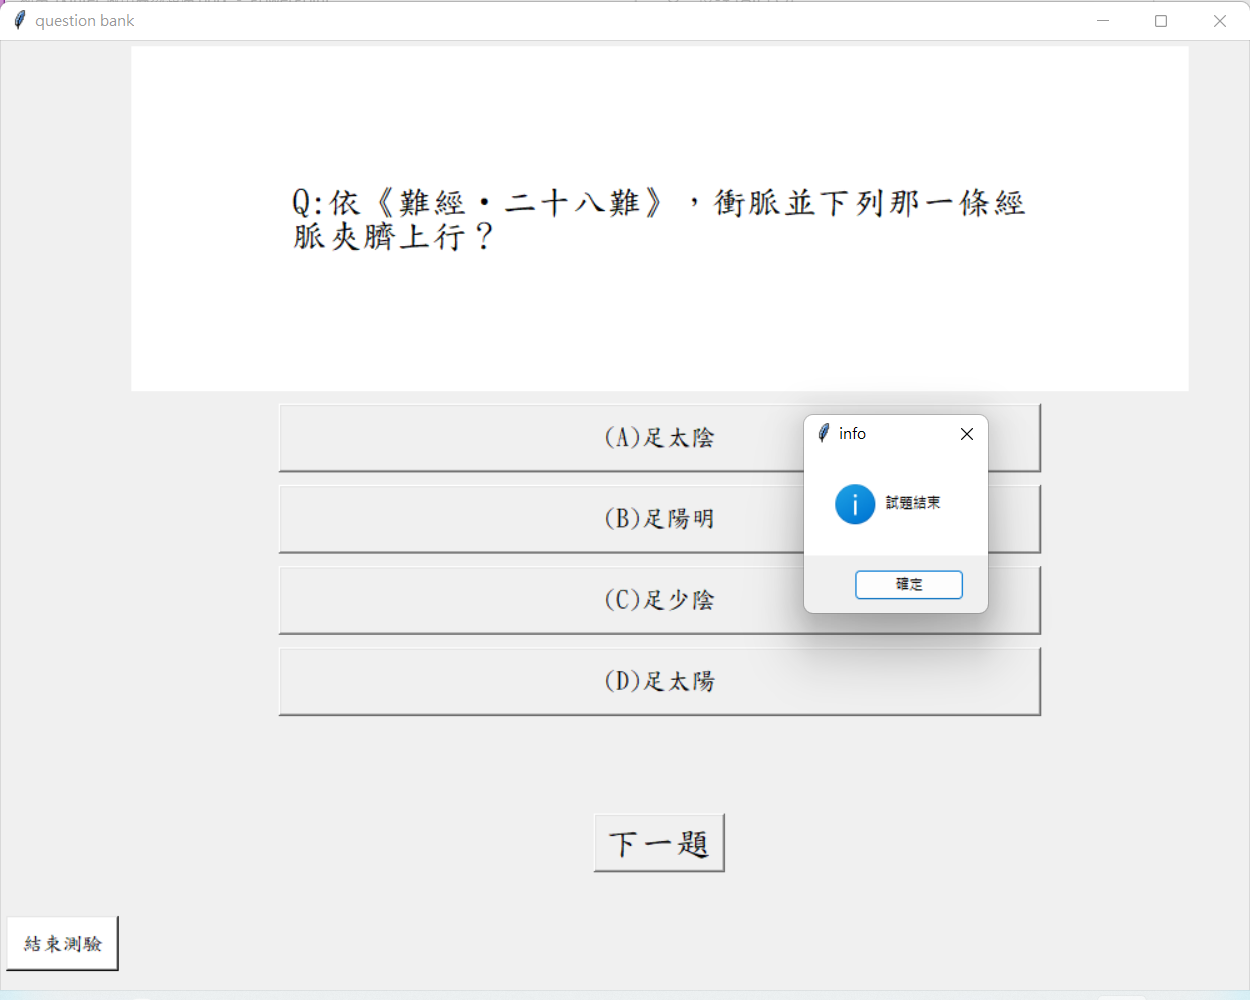 question bank
Q:依《難經·二十八難》，衝脈並下列那一條經
脈夾臍上行？
(A)足太陰
(B)足陽明
(C)足少陰
(D)足太陽
info
試題結束
確定
下一題
結束測驗